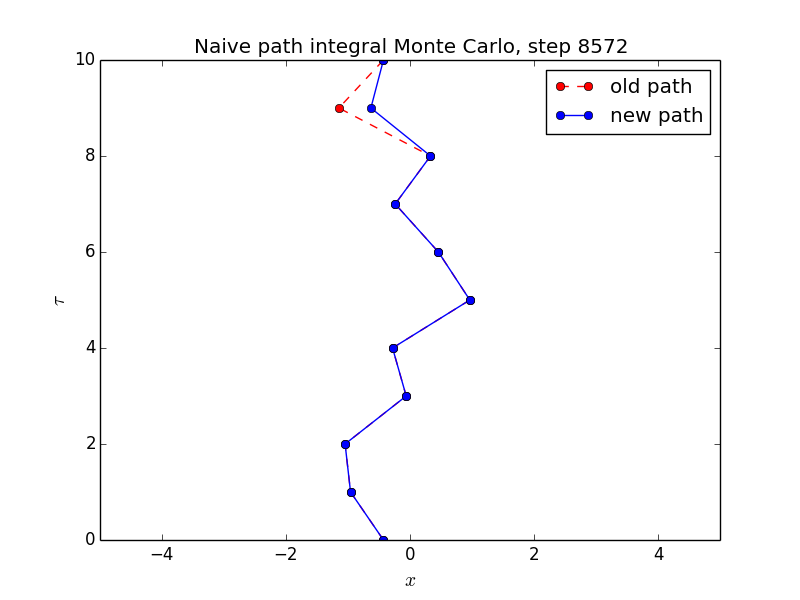 Naive path integral Monte Carlo, step 8572
old path
new path
10
8
6
4
2
0
τ
−4
−2
0
2
4
x